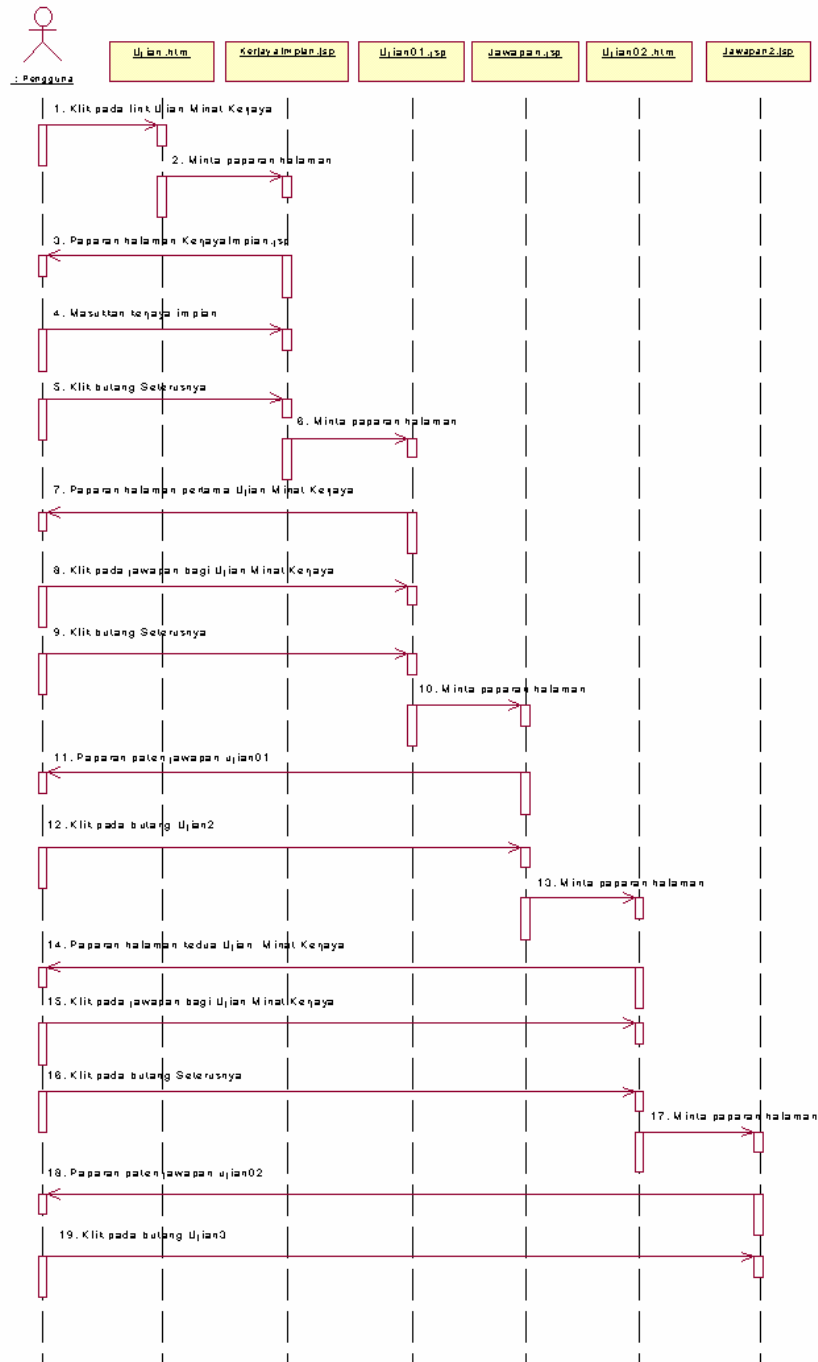 : Pengguna
Ujian.htm
KerjayaImpian.jsp
Ujian01.jsp
Jawapan.jsp
Ujian02.htm
Jawapan2.jsp
1. Klik pada link Ujian Minat Kerjaya
2. Minta paparan halaman
3. Paparan halaman KerjayaImpian.jsp
4. Masukkan kerjaya impian
5. Klik butang Seterusnya
6. Minta paparan halaman
7. Paparan halaman pertama Ujian Minat Kerjaya
8. Klik pada jawapan bagi Ujian Minat Kerjaya
9. Klik butang Seterusnya
10. Minta paparan halaman
11. Paparan paten jawapan ujian01
12. Klik pada butang Ujian2
13. Minta paparan halaman
14. Paparan halaman kedua Ujian Minat Kerjaya
15. Klik pada jawapan bagi Ujian Minat Kerjaya
16. Klik pada butang Seterusnya
17. Minta paparan halaman
18. Paparan paten jawapan ujian02
19. Klik pada butang Ujian3